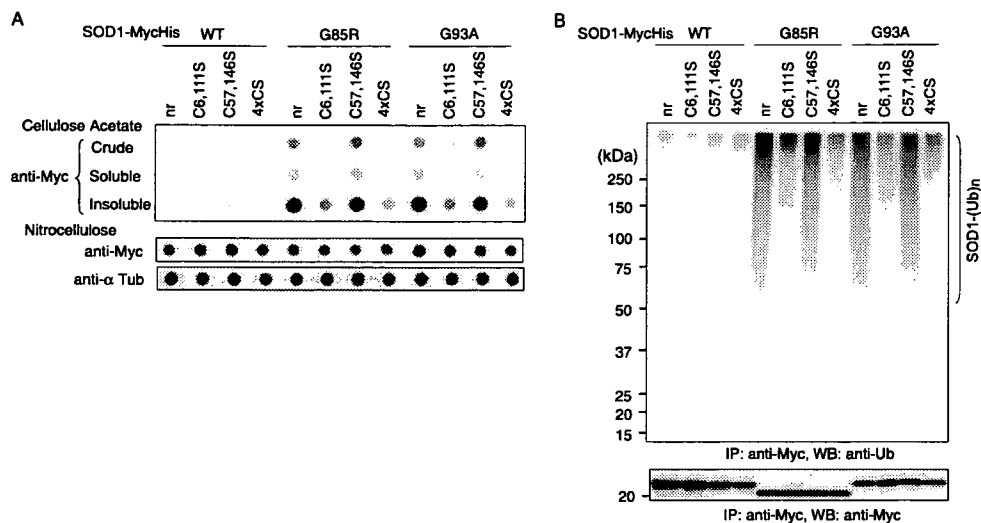 A
SOD1-MycHis
WT
G85R
G93A
nr
C6,111S
C57,146S
4xCS
nr
C6,111S
C57,146S
4xCS
nr
C6,111S
C57,146S
4xCS
Cellulose Acetate
anti-Myc
Crude
Soluble
Insoluble
Nitrocellulose
anti-Myc
anti-α Tub
B
SOD1-MycHis
WT
G85R
G93A
nr
C6,111S
C57,146S
4xCS
nr
C6,111S
C57,146S
4xCS
nr
C6,111S
C57,146S
4xCS
(kDa)
250
150
100
75
50
37
25
20
15
SOD1-(Ub)n
IP: anti-Myc, WB: anti-Ub
20
IP: anti-Myc, WB: anti-Myc